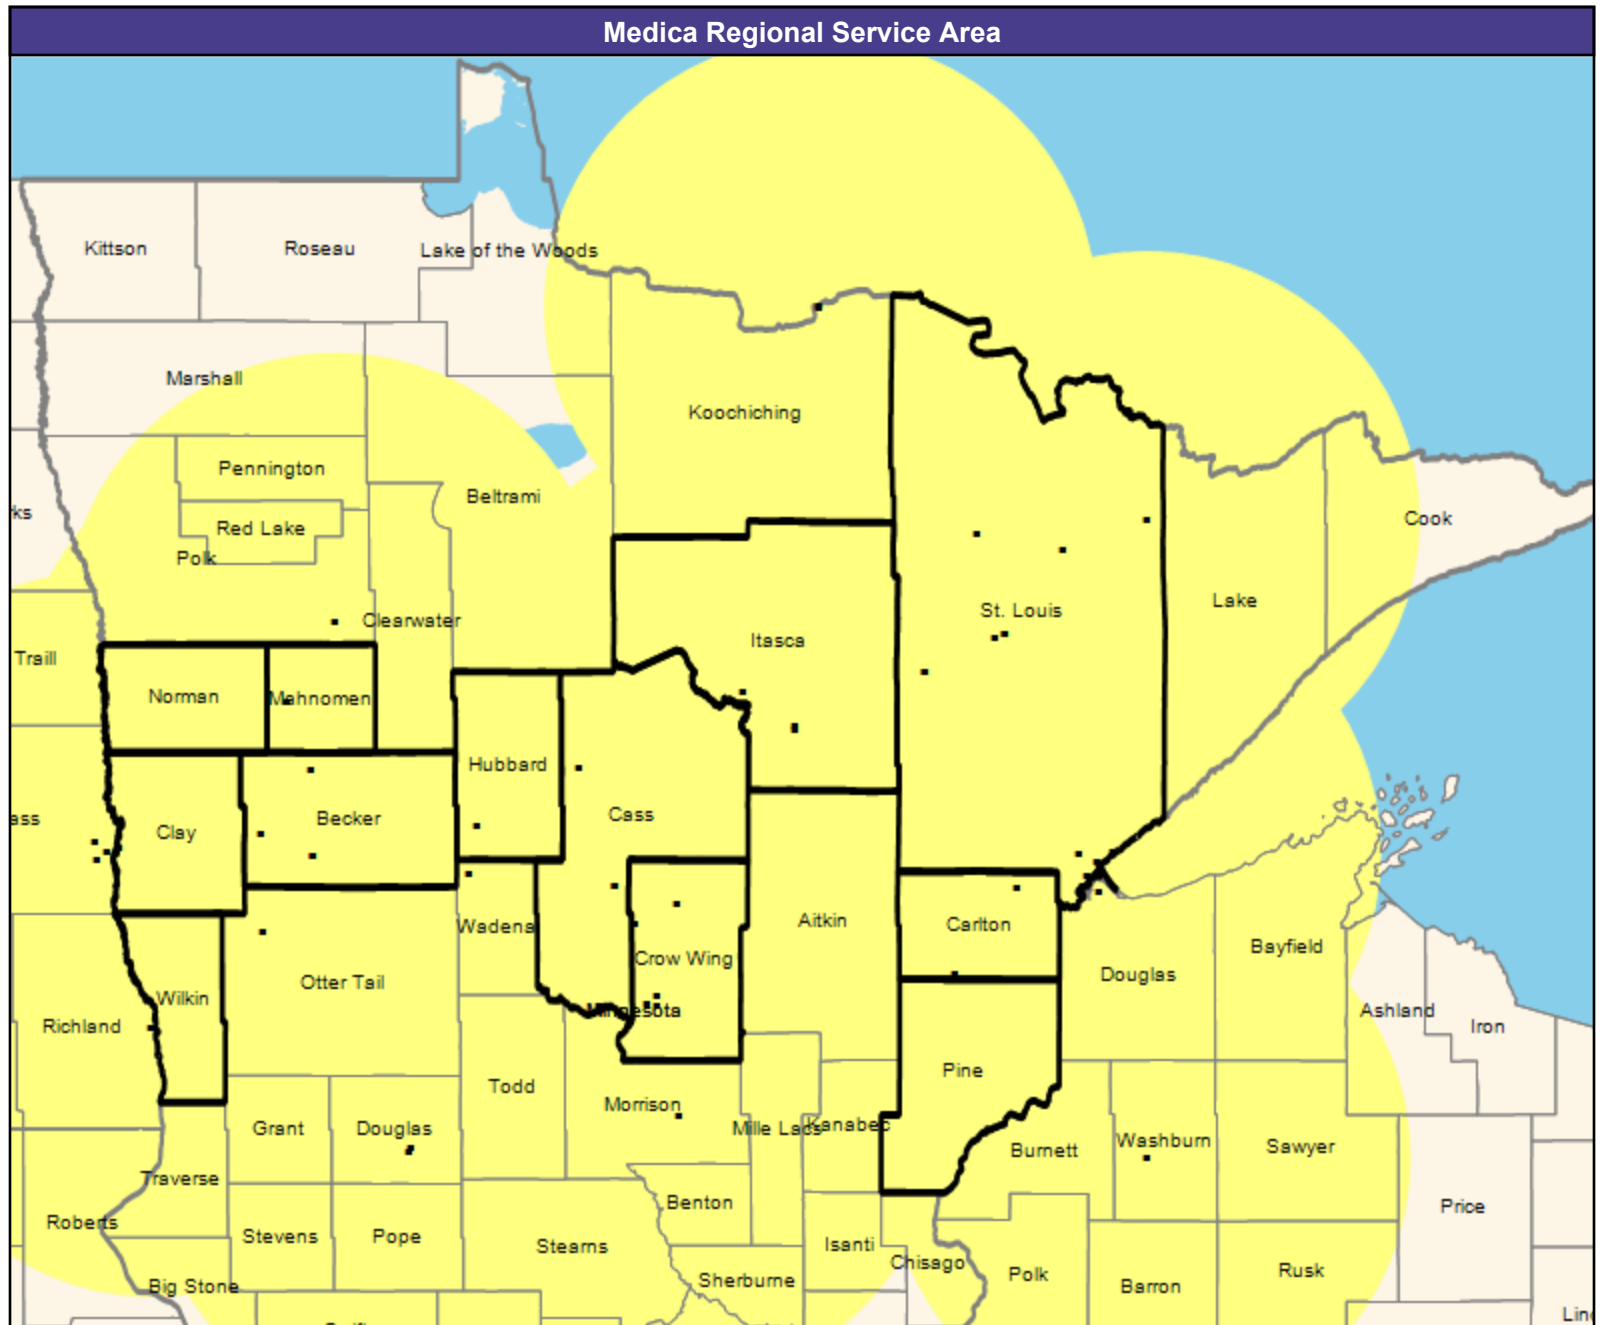 Medica Regional Service Area
Kittson
Roseau
Lake of the Woods
Marshall
Koochiching
Pennington
Beltrami
ks
Red Lake
Cook
Polk
Clearwater
St. Louis
Lake
Itasca
Traill
Norman
Mahnomen
Hubbard
ass
Clay
Becker
Cass
Wadena
Aitkin
Carlton
Bayfield
Crow Wing
Douglas
Otter Tail
Wilkin
Minnesota
Ashland
Richland
Iron
Pine
Todd
Morrison
Grant
Douglas
Mille Lacs
Kanabec
Burnett
Washburn
Sawyer
Traverse
Benton
Price
Roberts
Stevens
Pope
Stearns
Isanti
Chisago
Polk
Rusk
Big Stone
Sherburne
Barron
Lin